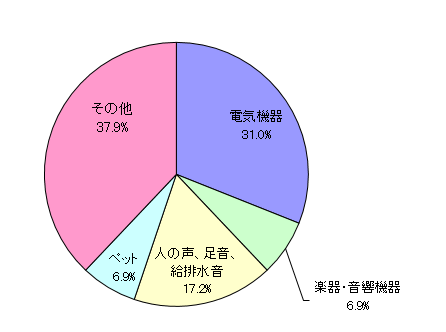 その他
37.9%
電気機器
31.0%
ペット
6.9%
人の声、足音、
給排水音
17.2%
楽器・音響機器
6.9%